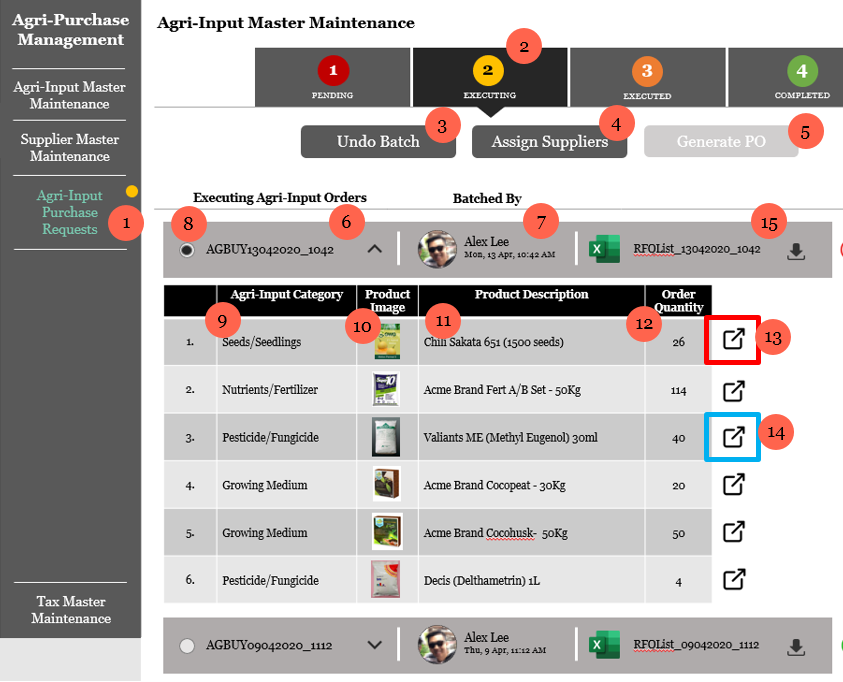 Agri-Purchase
Management
Agri-Input Master
Maintenance
Supplier Master
Maintenance
Agri-Input
Purchase
Requests
1
Tax Master
Maintenance
Agri-Input Master Maintenance
2
1
PENDING
2
EXECUTING
3
EXECUTED
4
COMPLETED
Undo Batch
3
Assign Suppliers
4
Generate PO
5
Executing Agri-Input Orders
Batched By
8
6
7
15
AGBUY13042020_1042
Alex Lee
Mon, 13 Apr, 10:42 AM
RFQList_13042020_1042
Agri-Input Category
Product
Image
Product Description
Order
Quantity
9
10
11
12
1. Seeds/Seedlings Chili Sakata 651 (1500 seeds) 26
13
2. Nutrients/Fertilizer Acme Brand Fert A/B Set - 50Kg 114
3. Pesticide/Fungicide Valiants ME (Methyl Eugenol) 30ml 40
14
4. Growing Medium Acme Brand Cocopeat - 30Kg 20
5. Growing Medium Acme Brand Cocohusk- 50Kg 50
6. Pesticide/Fungicide Decis (Delthametrin) 1L 4
AGBUY09042020_1112
Alex Lee
Thu, 9 Apr, 11:12 AM
RFQList_09042020_1112